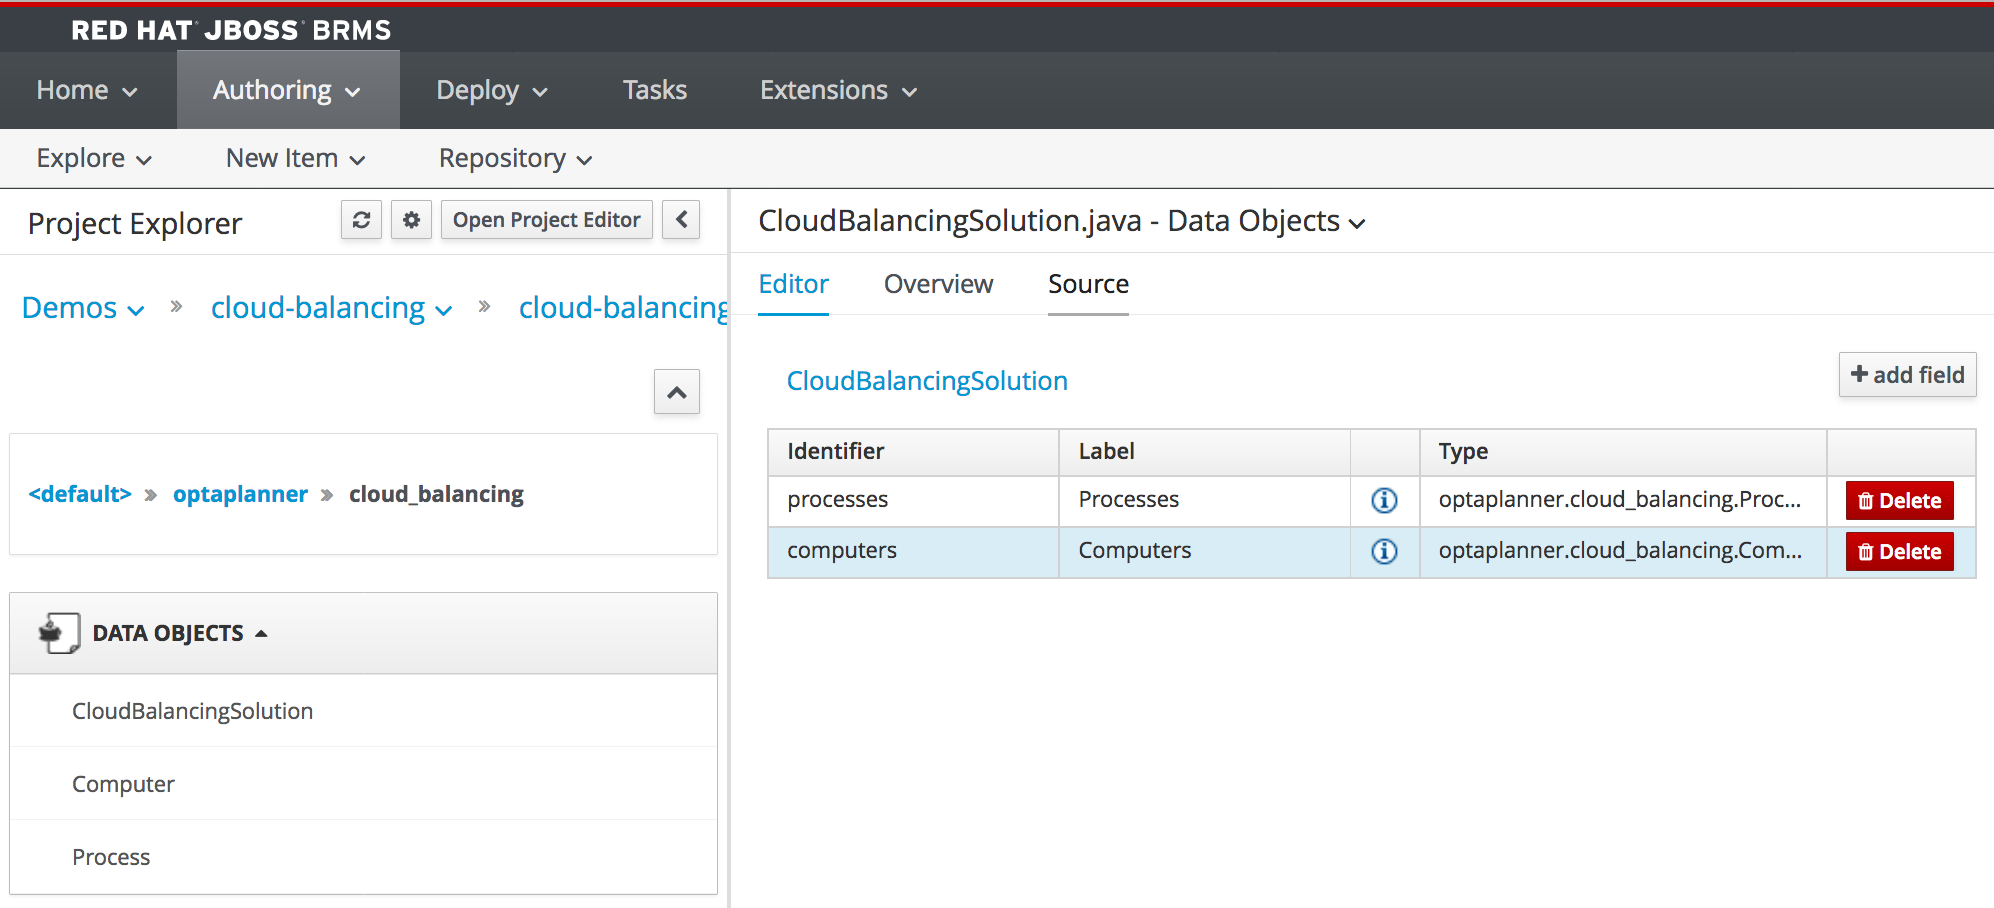 RED HAT JBOSS BRMS
Home Authoring Deploy Tasks Extensions
Explore New Item Repository
Project Explorer Open Project Editor
Demos » cloud-balancing » cloud-balancing
<default> » optaplanner » cloud_balancing
DATA OBJECTS
CloudBalancingSolution
Computer
Process
CloudBalancingSolution.java - Data Objects
Editor Overview Source
CloudBalancingSolution + add field
Identifier Label Type
processes Processes optaplanner.cloud_balancing.Proc... Delete
computers Computers optaplanner.cloud_balancing.Com... Delete